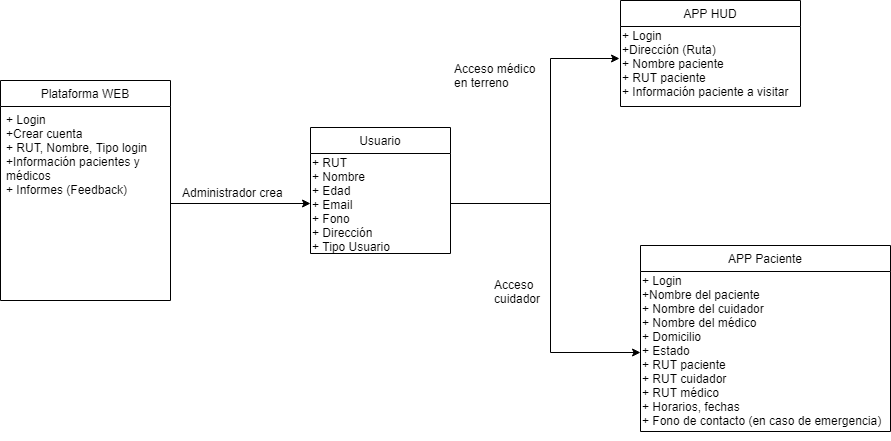 Plataforma WEB
+ Login
+Crear cuenta
+ RUT, Nombre, Tipo login
+Información pacientes y
médicos
+ Informes (Feedback)
Administrador crea
Usuario
+ RUT
+ Nombre
+ Edad
+ Email
+ Fono
+ Dirección
+ Tipo Usuario
Acceso médico
en terreno
APP HUD
+ Login
+Dirección (Ruta)
+ Nombre paciente
+ RUT paciente
+ Información paciente a visitar
Acceso
cuidador
APP Paciente
+ Login
+Nombre del paciente
+ Nombre del cuidador
+ Nombre del médico
+ Domicilio
+ Estado
+ RUT paciente
+ RUT cuidador
+ RUT médico
+ Horarios, fechas
+ Fono de contacto (en caso de emergencia)